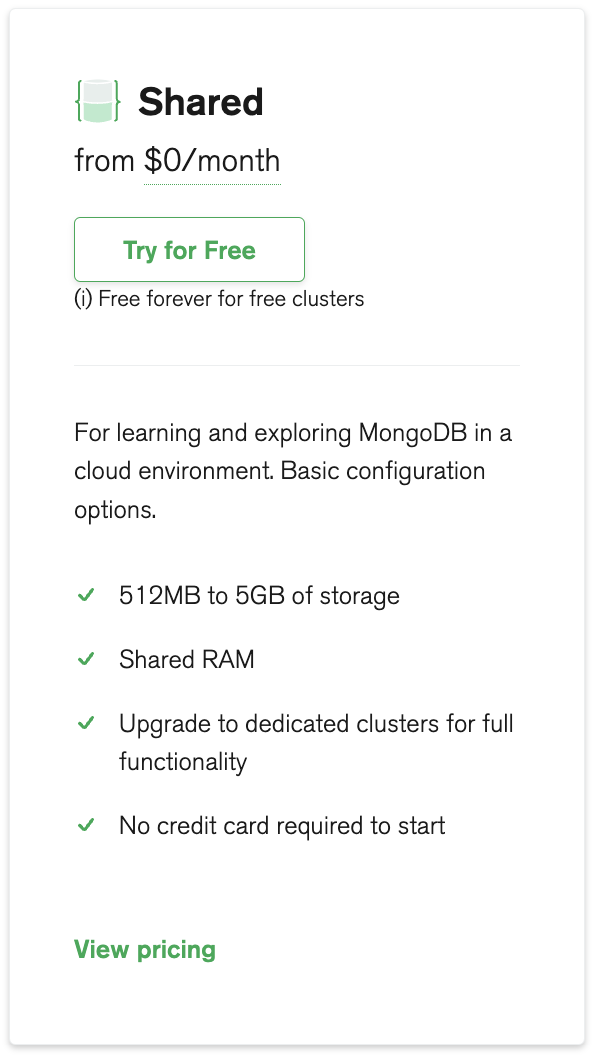 Shared
from $0/month
Try for Free
(i) Free forever for free clusters
For learning and exploring MongoDB in a
cloud environment. Basic configuration
options.
512MB to 5GB of storage
Shared RAM
Upgrade to dedicated clusters for full
functionality
No credit card required to start
View pricing